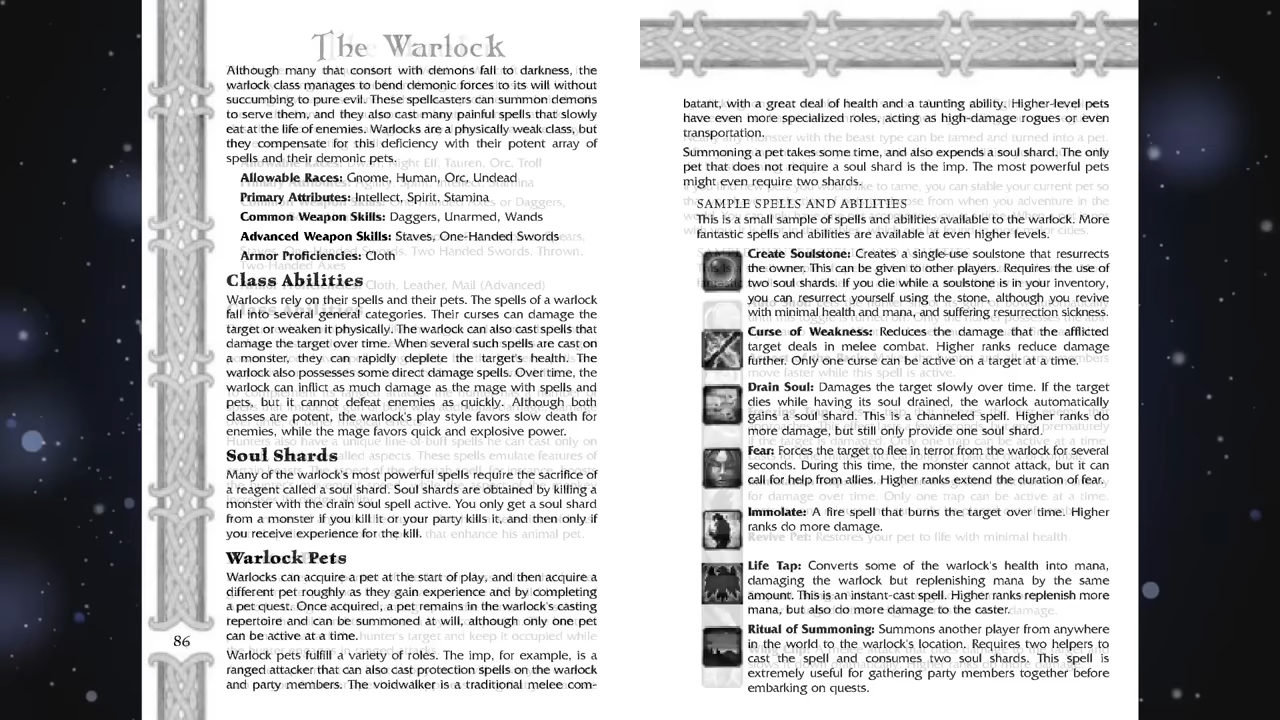 The Warlock
Although many that consort with demons fall to darkness, the
warlock class manages to bend demonic forces to its will without
succumbing to pure evil. These spellcasters can summon demons
to serve them, and they also cast many painful spells that slowly
eat at the life of enemies. Warlocks are a physically weak class, but
they compensate for this deficiency with their potent array of
spells and their demonic pets.
Allowable Races: Gnome, Human, Orc, Undead
Primary Attributes: Intellect, Spirit, Stamina
Common Weapon Skills: Daggers, Unarmed, Wands
Advanced Weapon Skills: Staves, One-Handed Swords
Armor Proficiencies: Cloth
Class Abilities
Warlocks rely on their spells and their pets. The spells of a warlock
fall into several general categories. Their curses can damage the
target or weaken it physically. The warlock can also cast spells that
damage the target over time. When several such spells are cast on
a monster, they can rapidly deplete the target's health. The
warlock also possesses some direct damage spells. Over time, the
warlock can inflict as much damage as the mage with spells and
pets, but it cannot defeat enemies as quickly. Although both
classes are potent, the warlock's play style favors slow death for
enemies, while the mage favors quick and explosive power.
Soul Shards
Many of the warlock's most powerful spells require the sacrifice of
a reagent called a soul shard. Soul shards are obtained by killing a
monster with the drain soul spell active. You only get a soul shard
from a monster if you kill it or your party kills it, and then only if
you receive experience for the kill.
Warlock Pets
Warlocks can acquire a pet at the start of play, and then acquire a
different pet roughly as they gain experience and by completing
a pet quest. Once acquired, a pet remains in the warlock's casting
repertoire and can be summoned at will, although only one pet
can be active at a time.
Warlock pets fulfill a variety of roles. The imp, for example, is a
ranged attacker that can also cast protection spells on the warlock
and party members. The voidwalker is a traditional melee com-
86
batant, with a great deal of health and a taunting ability. Higher-level pets
have even more specialized roles, acting as high-damage rogues or even
transportation.
Summoning a pet takes some time, and also expends a soul shard. The only
pet that does not require a soul shard is the imp. The most powerful pets
might even require two shards.
SAMPLE SPELLS AND ABILITIES
This is a small sample of spells and abilities available to the warlock. More
fantastic spells and abilities are available at even higher levels.
Create Soulstone: Creates a single-use soulstone that resurrects
the owner. This can be given to other players. Requires the use of
two soul shards. If you die while a soulstone is in your inventory,
you can resurrect yourself using the stone, although you revive
with minimal health and mana, and suffering resurrection sickness.
Curse of Weakness: Reduces the damage that the afflicted
target deals in melee combat. Higher ranks reduce damage
further. Only one curse can be active on a target at a time.
Drain Soul: Damages the target slowly over time. If the target
dies while having its soul drained, the warlock automatically
gains a soul shard. This is a channeled spell. Higher ranks do
more damage, but still only provide one soul shard.
Fear: Forces the target to flee in terror from the warlock for several
seconds. During this time, the monster cannot attack, but it can
call for help from allies. Higher ranks extend the duration of fear.
Immolate: A fire spell that burns the target over time. Higher
ranks do more damage.
Life Tap: Converts some of the warlock's health into mana,
damaging the warlock but replenishing mana by the same
amount. This is an instant-cast spell. Higher ranks replenish more
mana, but also do more damage to the caster.
Ritual of Summoning: Summons another player from anywhere
in the world to the warlock's location. Requires two helpers to
cast the spell and consumes two soul shards. This spell is
extremely useful for gathering party members together before
embarking on quests.